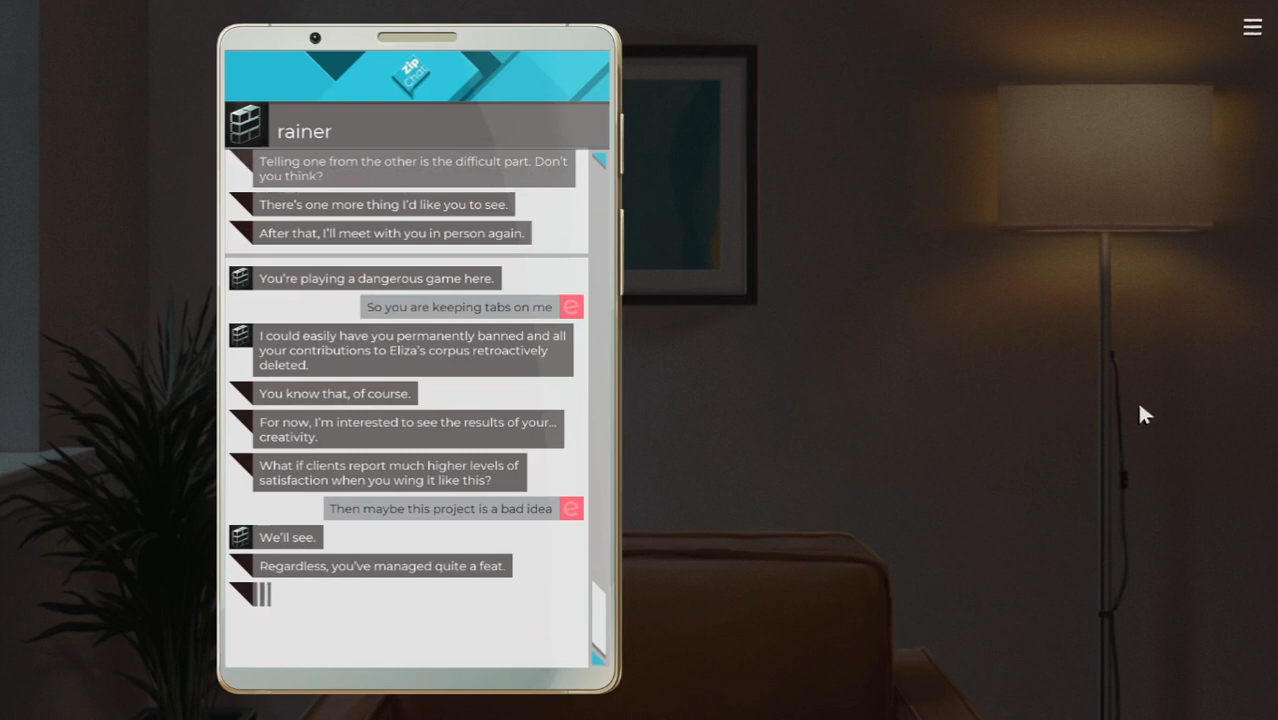 zip
Chat
rainer
Telling one from the other is the difficult part. Don't
you think?
There's one more thing I'd like you to see.
After that, I'll meet with you in person again.
You're playing a dangerous game here.
So you are keeping tabs on me
e
I could easily have you permanently banned and all
your contributions to Eliza's corpus retroactively
deleted.
You know that, of course.
For now, I'm interested to see the results of your...
creativity.
What if clients report much higher levels of
satisfaction when you wing it like this?
Then maybe this project is a bad idea
e
We'll see.
Regardless, you've managed quite a feat.